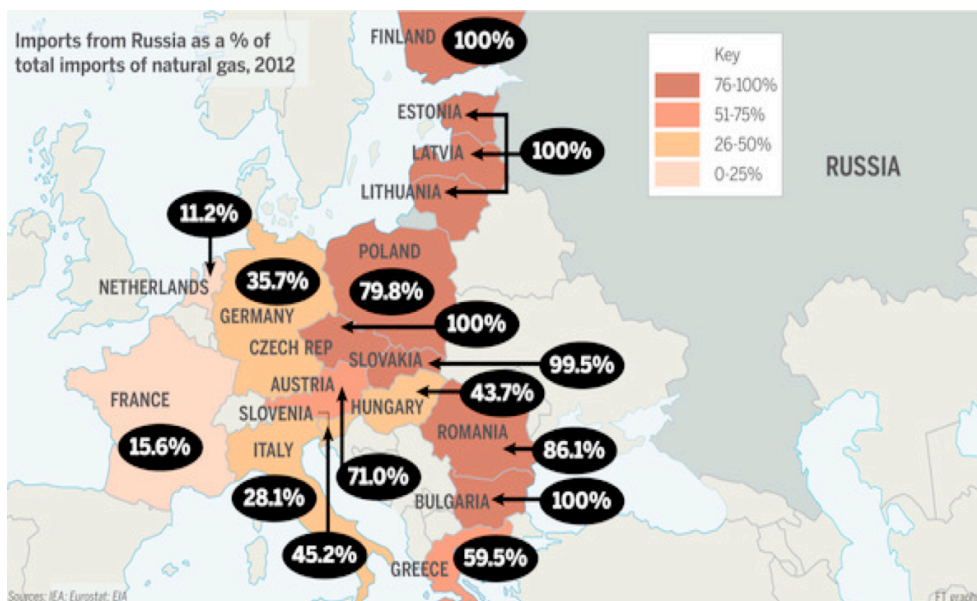 Imports from Russia as a % of
total imports of natural gas, 2012
FINLAND 100%
Key
76-100%
51-75%
26-50%
0-25%
ESTONIA
LATVIA
100%
LITHUANIA
RUSSIA
11.2%
NETHERLANDS
POLAND
79.8%
35.7%
GERMANY
100%
CZECH REP
SLOVAKIA
99.5%
AUSTRIA
43.7%
HUNGARY
FRANCE
15.6%
SLOVENIA
ITALY
28.1%
71.0%
ROMANIA
86.1%
BULGARIA
100%
45.2%
GREECE
59.5%
Sources: IEA; Eurostat; EIA
FT